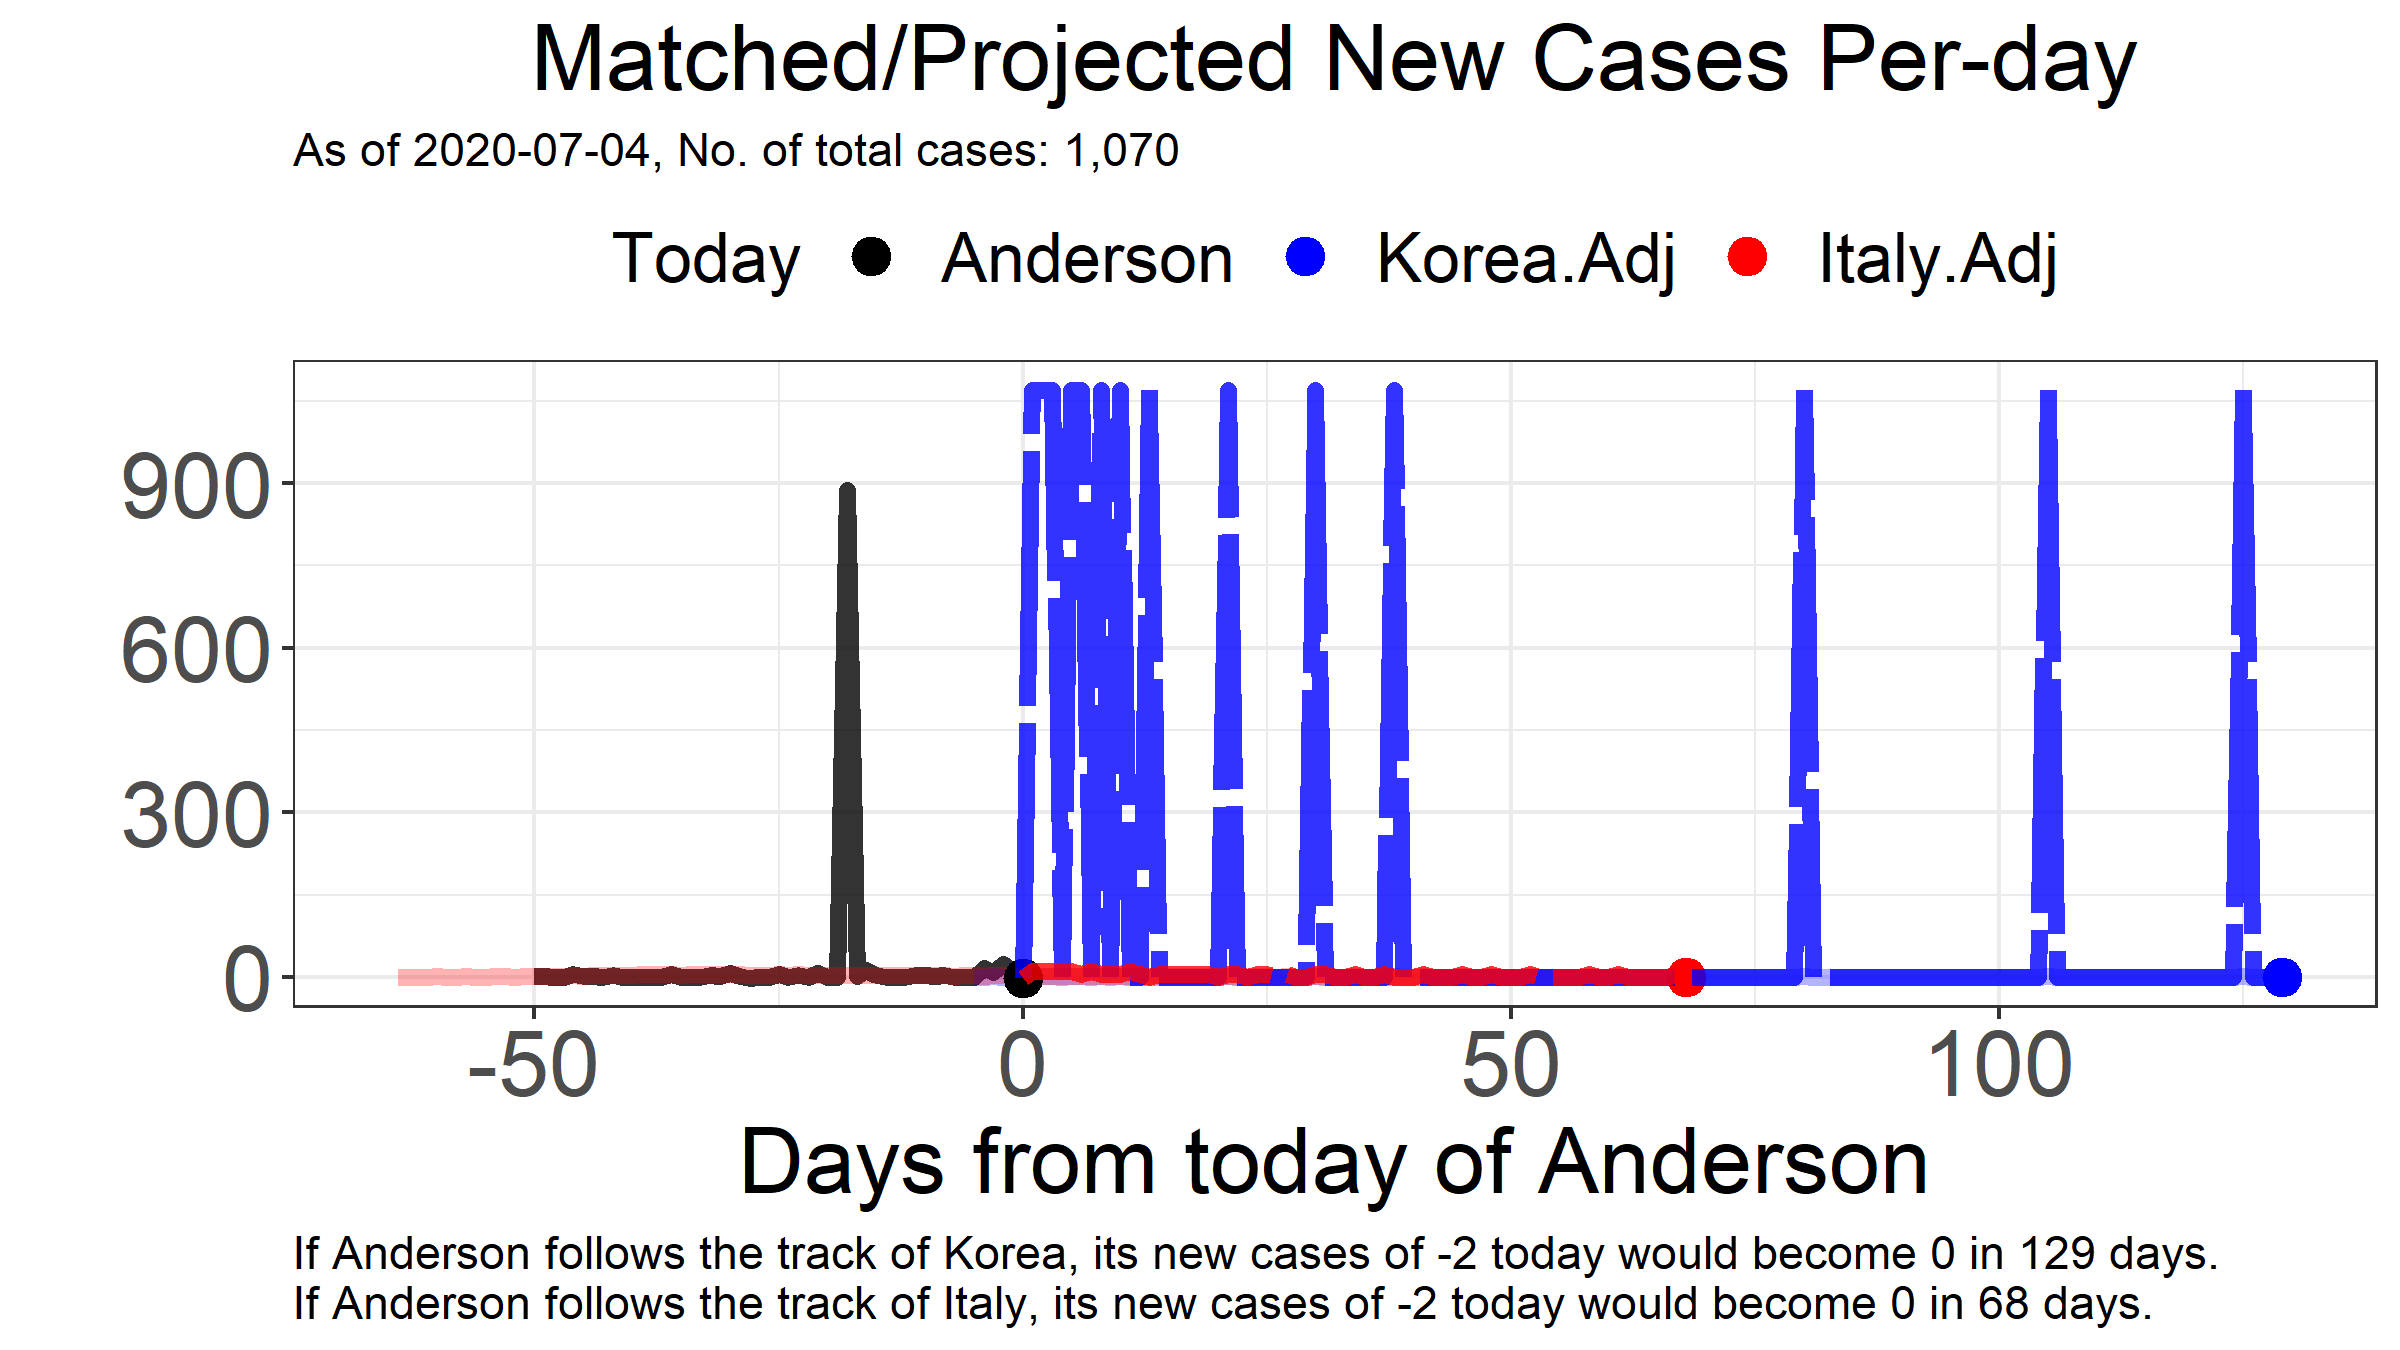 Matched/Projected New Cases Per-day
As of 2020-07-04, No. of total cases: 1,070
Today Anderson Korea.Adj Italy.Adj
900
600
300
0
-50 0 50 100
Days from today of Anderson
If Anderson follows the track of Korea, its new cases of -2 today would become 0 in 129 days.
If Anderson follows the track of Italy, its new cases of -2 today would become 0 in 68 days.